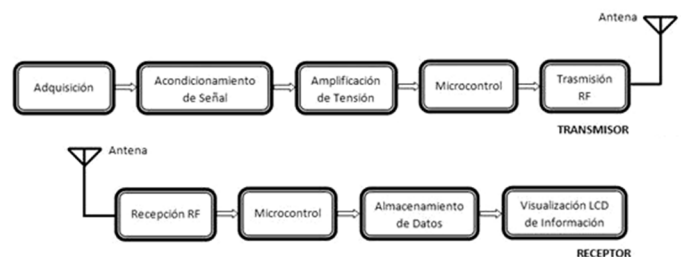 Antena
Adquisición
Acondicionamiento
de Señal
Amplificación
de Tensión
Microcontrol
Trasmisión
RF
TRANSMISOR
Antena
Recepción RF
Microcontrol
Almacenamiento
de Datos
Visualización LCD
de Información
RECEPTOR